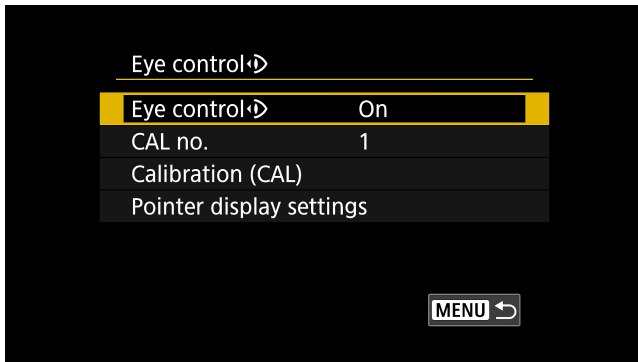 Eye control
Eye control On
CAL no. 1
Calibration (CAL)
Pointer display settings
MENU